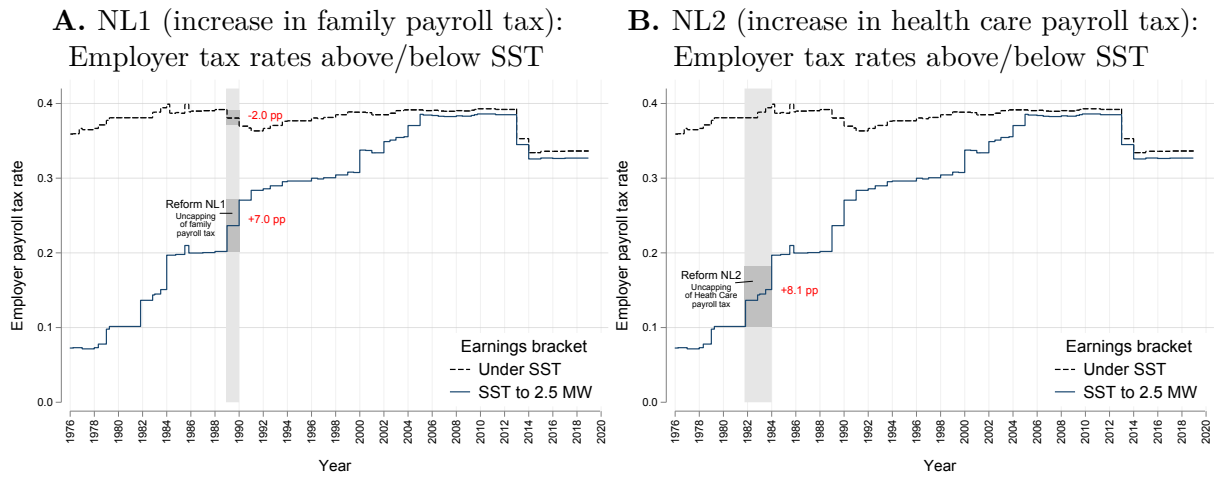 A. NL1 (increase in family payroll tax):
Employer tax rates above/below SST
Employer payroll tax rate
0.4
0.3
0.2
0.1
0.0
-2.0 pp
Reform NL1
Uncapping
of family
payroll tax
+7.0 pp
Earnings bracket
Under SST
SST to 2.5 MW
1976 1978 1980 1982 1984 1986 1988 1990 1992 1994 1996 1998 2000 2002 2004 2006 2008 2010 2012 2014 2016 2018 2020
Year
B. NL2 (increase in health care payroll tax):
Employer tax rates above/below SST
Employer payroll tax rate
0.4
0.3
0.2
0.1
0.0
Reform NL2
Uncapping
of Heath Care
payroll tax
+8.1 pp
Earnings bracket
Under SST
SST to 2.5 MW
1976 1978 1980 1982 1984 1986 1988 1990 1992 1994 1996 1998 2000 2002 2004 2006 2008 2010 2012 2014 2016 2018 2020
Year